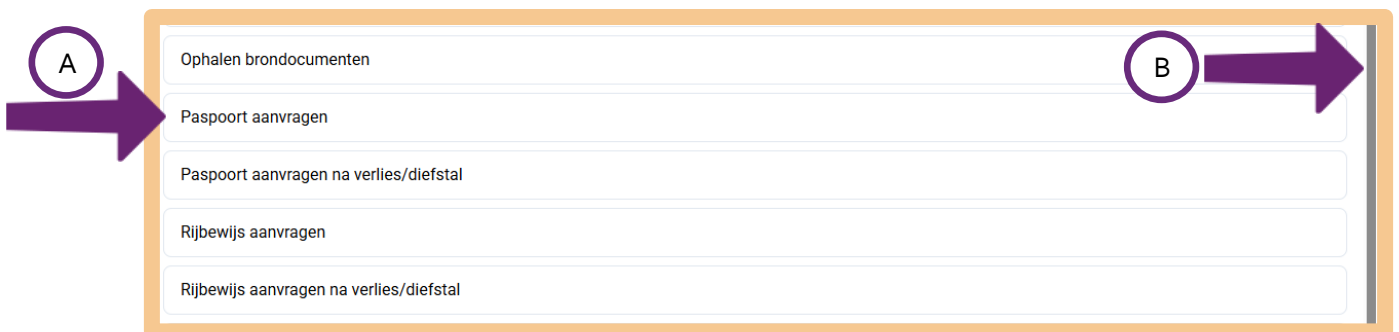 Ophalen brondocumenten
A
B
Paspoort aanvragen
Paspoort aanvragen na verlies/diefstal
Rijbewijs aanvragen
Rijbewijs aanvragen na verlies/diefstal